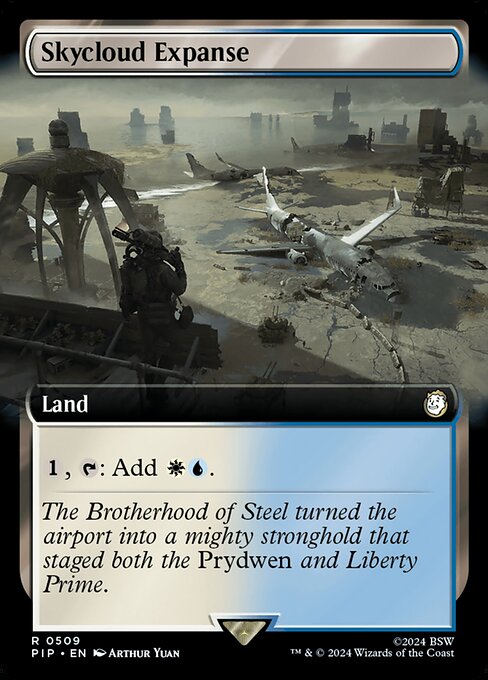 Skycloud Expanse
Land
1, : Add .
The Brotherhood of Steel turned the
airport into a mighty stronghold that
staged both the Prydwen and Liberty
Prime.
R 0509
PIP • EN Arthur Yuan
©2024 BSW
™ & © 2024 Wizards of the Coast